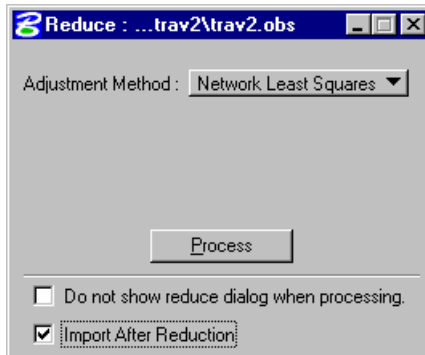 Reduce : ...trav2\trav2.obs
Adjustment Method : Network Least Squares
Process
Do not show reduce dialog when processing.
Import After Reduction